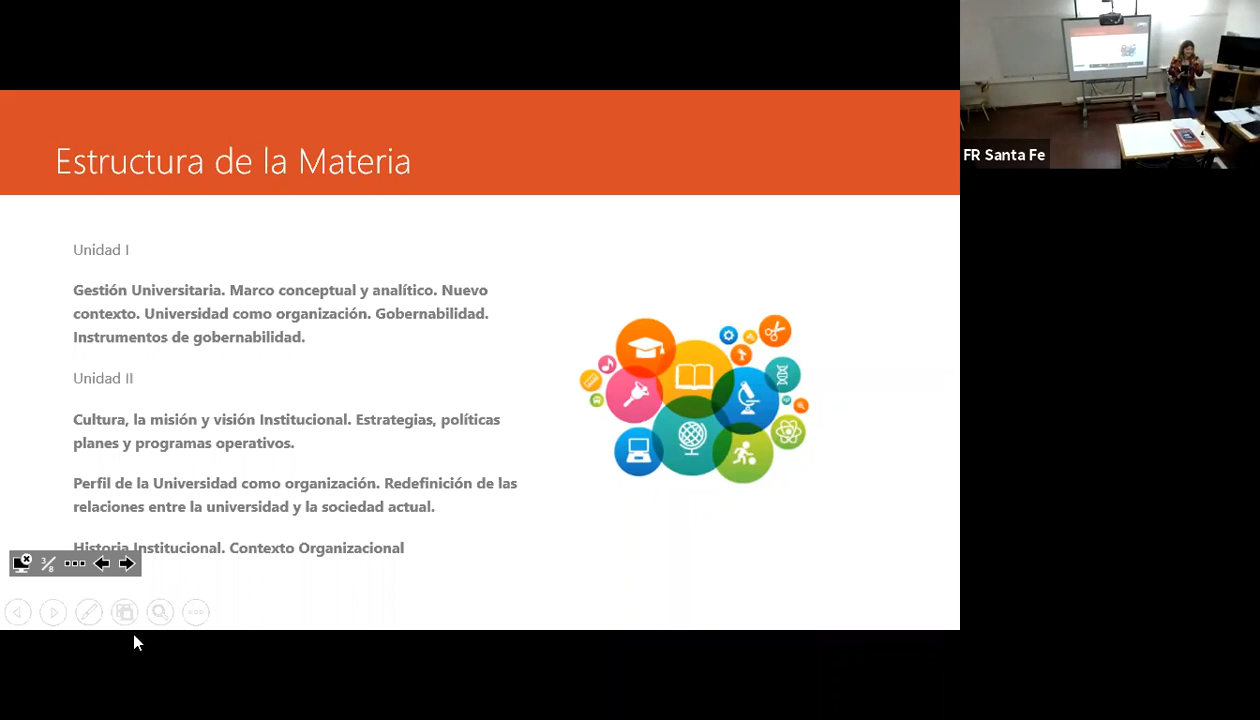 Estructura de la Materia
FR Santa Fe
Unidad I
Gestión Universitaria. Marco conceptual y analítico. Nuevo
contexto. Universidad como organización. Gobernabilidad.
Instrumentos de gobernabilidad.
Unidad II
Cultura, la misión y visión Institucional. Estrategias, políticas
planes y programas operativos.
Perfil de la Universidad como organización. Redefinición de las
relaciones entre la universidad y la sociedad actual.
Historia Institucional. Contexto Organizacional
3/8